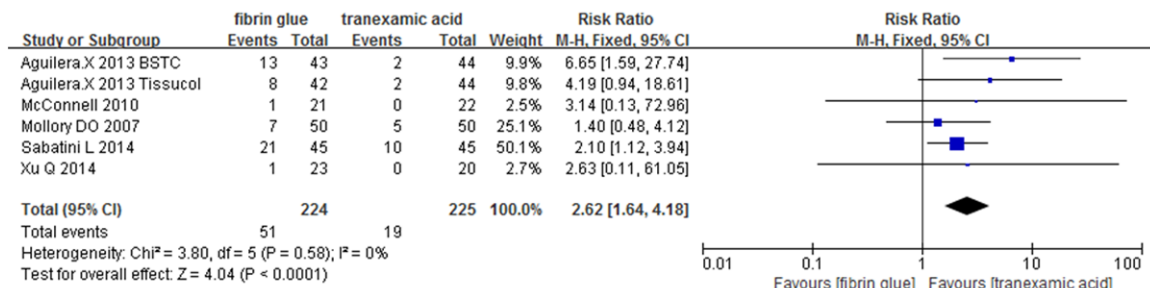 fibrin glue tranexamic acid Risk Ratio Risk Ratio
Study or Subgroup Events Total Events Total Weight M-H, Fixed, 95% CI M-H, Fixed, 95% CI
Aguilera.X 2013 BSTC 13 43 2 44 9.9% 6.65 [1.59, 27.74]
Aguilera.X 2013 Tissucol 8 42 2 44 9.8% 4.19 [0.94, 18.61]
McConnell 2010 1 21 0 22 2.5% 3.14 [0.13, 72.96]
Mollory DO 2007 7 50 5 50 25.1% 1.40 [0.48, 4.12]
Sabatini L 2014 21 45 10 45 50.1% 2.10 [1.12, 3.94]
Xu Q 2014 1 23 0 20 2.7% 2.63 [0.11, 61.05]
Total (95% CI) 224 225 100.0% 2.62 [1.64, 4.18]
Total events 51 19
Heterogeneity: Chi² = 3.80, df = 5 (P = 0.58); I² = 0%
Test for overall effect: Z = 4.04 (P < 0.0001)
0.01 0.1 1 10 100
Favours [fibrin glue] Favours [tranexamic acid]